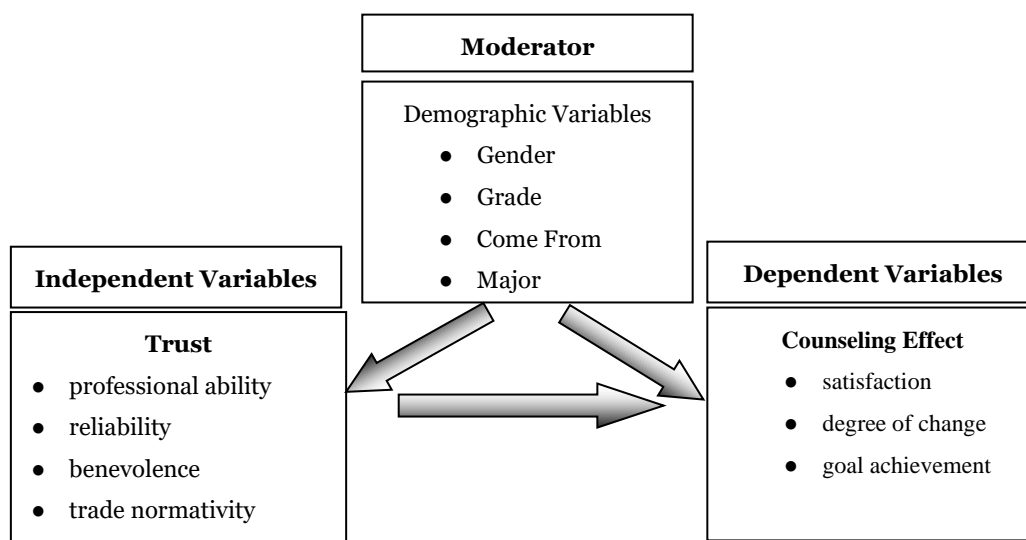 Moderator
Demographic Variables
● Gender
● Grade
● Come From
● Major
Independent Variables
Trust
● professional ability
● reliability
● benevolence
● trade normativity
Dependent Variables
Counseling Effect
● satisfaction
● degree of change
● goal achievement